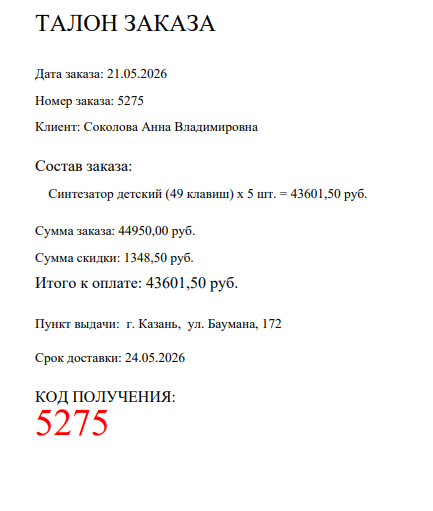 ТАЛОН ЗАКАЗА
Дата заказа: 21.05.2026
Номер заказа: 5275
Клиент: Соколова Анна Владимировна
Состав заказа:
Синтезатор детский (49 клавиш) x 5 шт. = 43601,50 руб.
Сумма заказа: 44950,00 руб.
Сумма скидки: 1348,50 руб.
Итого к оплате: 43601,50 руб.
Пункт выдачи: г. Казань, ул. Баумана, 172
Срок доставки: 24.05.2026
КОД ПОЛУЧЕНИЯ:
5275